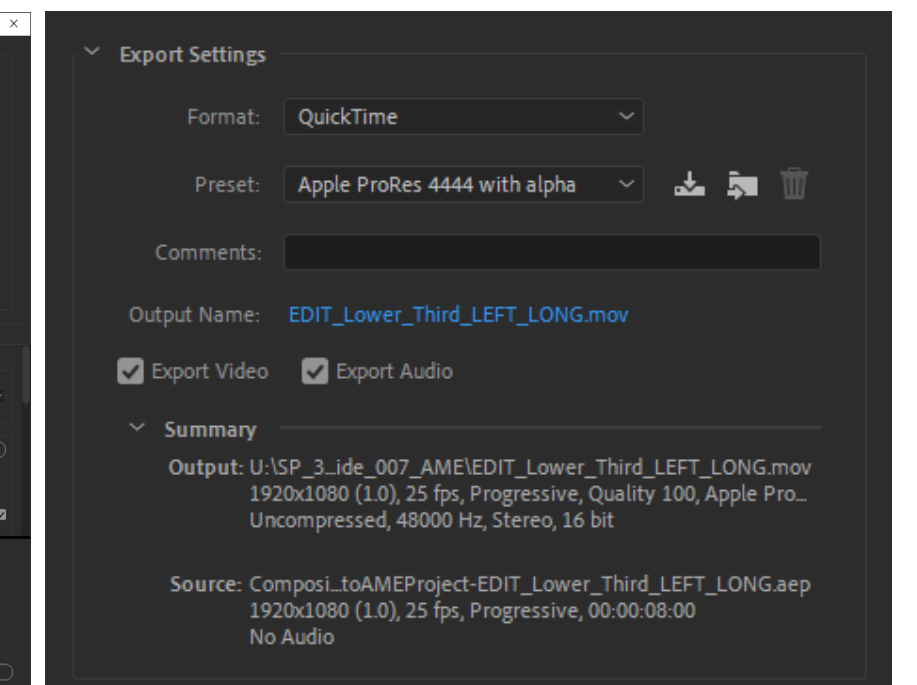 Export Settings
Format: QuickTime
Preset: Apple ProRes 4444 with alpha
Comments:
Output Name: EDIT_Lower_Third_LEFT_LONG.mov
Export Video Export Audio
Summary
Output: U:\SP_3...ide_007_AME\EDIT_Lower_Third_LEFT_LONG.mov
1920x1080 (1.0), 25 fps, Progressive, Quality 100, Apple Pro...
Uncompressed, 48000 Hz, Stereo, 16 bit
Source: Composi...toAMEProject-EDIT_Lower_Third_LEFT_LONG.aep
1920x1080 (1.0), 25 fps, Progressive, 00:00:08:00
No Audio